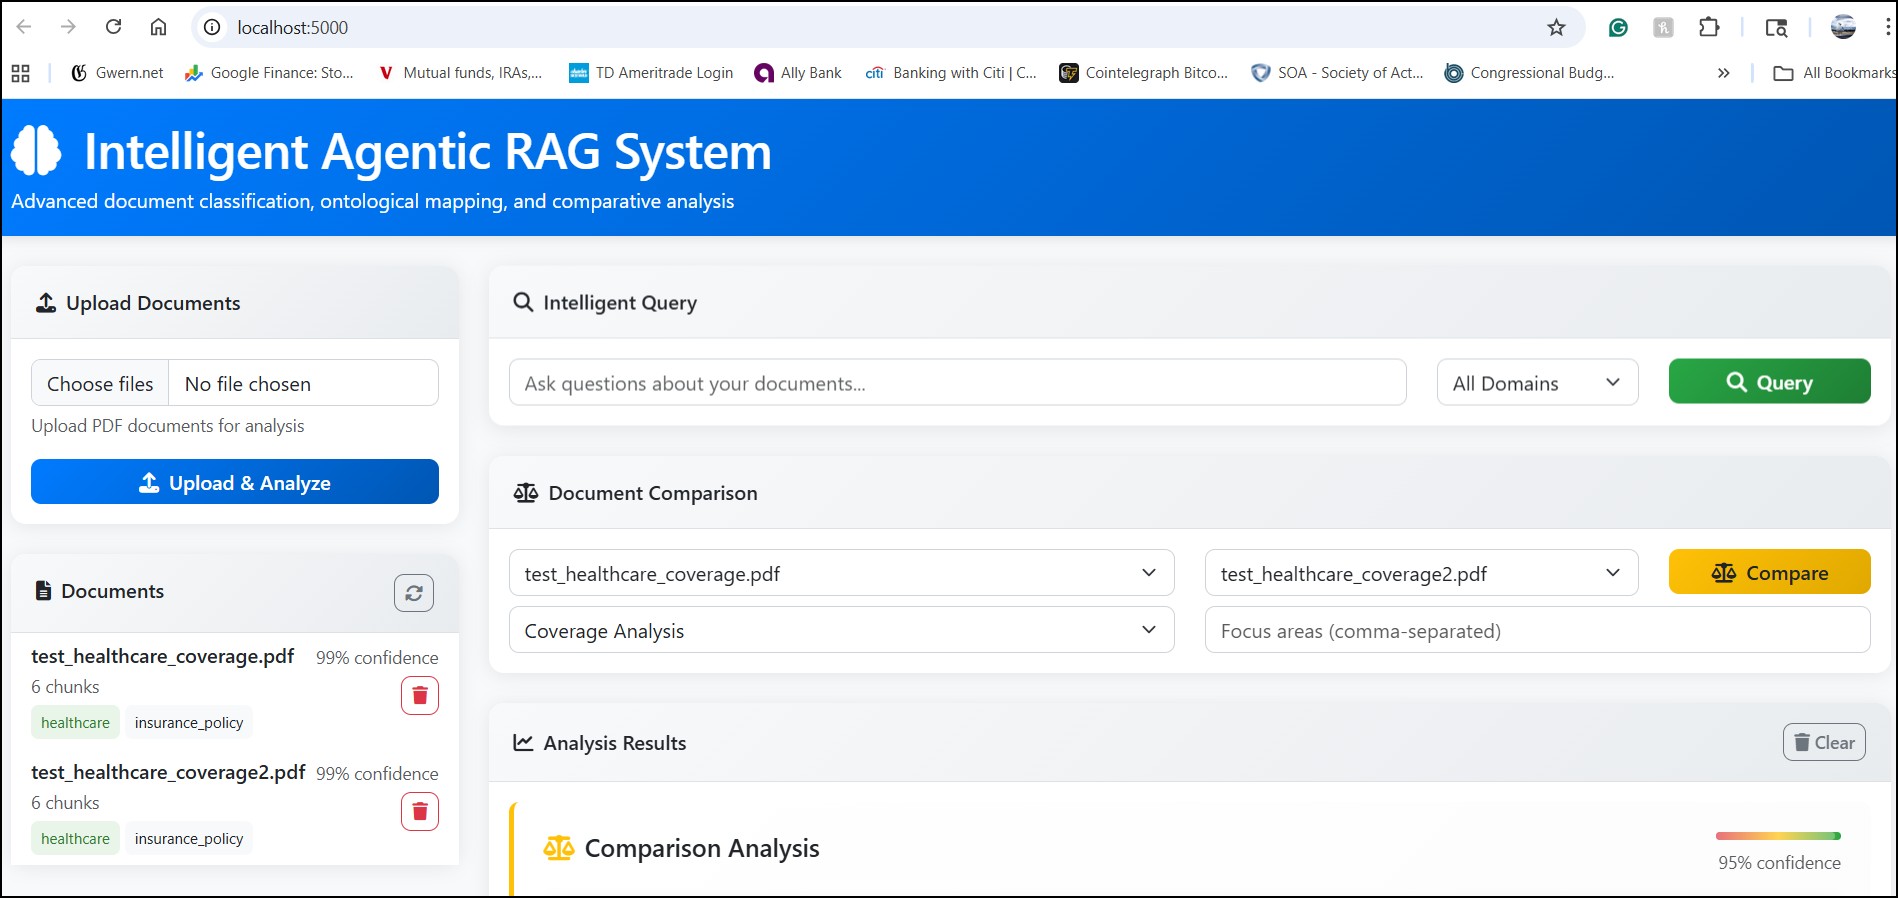 localhost:5000
Gwern.net
Google Finance: Sto...
Mutual funds, IRAs,...
TD Ameritrade Login
Ally Bank
citi Banking with Citi | C...
Cointelegraph Bitco...
SOA - Society of Act...
Congressional Budg...
All Bookmarks
Intelligent Agentic RAG System
Advanced document classification, ontological mapping, and comparative analysis
Upload Documents
Choose files No file chosen
Upload PDF documents for analysis
Upload & Analyze
Documents
test_healthcare_coverage.pdf 99% confidence
6 chunks
healthcare insurance_policy
test_healthcare_coverage2.pdf 99% confidence
6 chunks
healthcare insurance_policy
Intelligent Query
Ask questions about your documents... All Domains Query
Document Comparison
test_healthcare_coverage.pdf test_healthcare_coverage2.pdf Compare
Coverage Analysis Focus areas (comma-separated)
Analysis Results Clear
Comparison Analysis
95% confidence